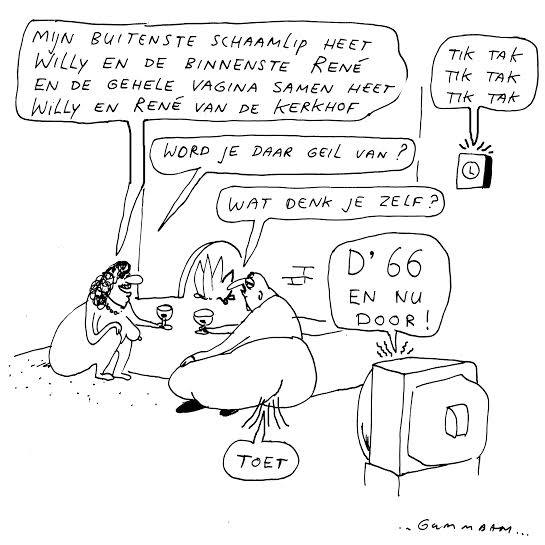 MIJN BUITENSTE SCHAAMLIP HEET
WILLY EN DE BINNENSTE RENÉ
EN DE GEHELE VAGINA SAMEN HEET
WILLY EN RENÉ VAN DE KERKHOF
TIK TAK
TIK TAK
TIK TAK
WORD JE DAAR GEIL VAN?
WAT DENK JE ZELF?
D'66
EN NU
DOOR!
TOET
..GUMMBAH...